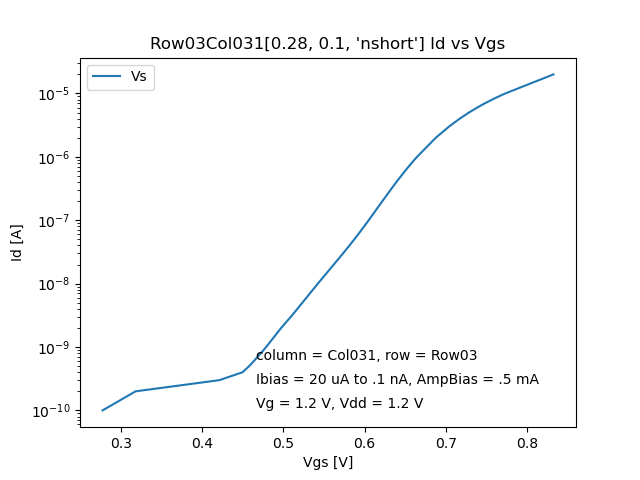 Row03Col031[0.28, 0.1, 'nshort'] Id vs Vgs
Vs
10⁻⁵
10⁻⁶
10⁻⁷
10⁻⁸
10⁻⁹
10⁻¹⁰
Id [A]
column = Col031, row = Row03
Ibias = 20 uA to .1 nA, AmpBias = .5 mA
Vg = 1.2 V, Vdd = 1.2 V
0.3 0.4 0.5 0.6 0.7 0.8
Vgs [V]